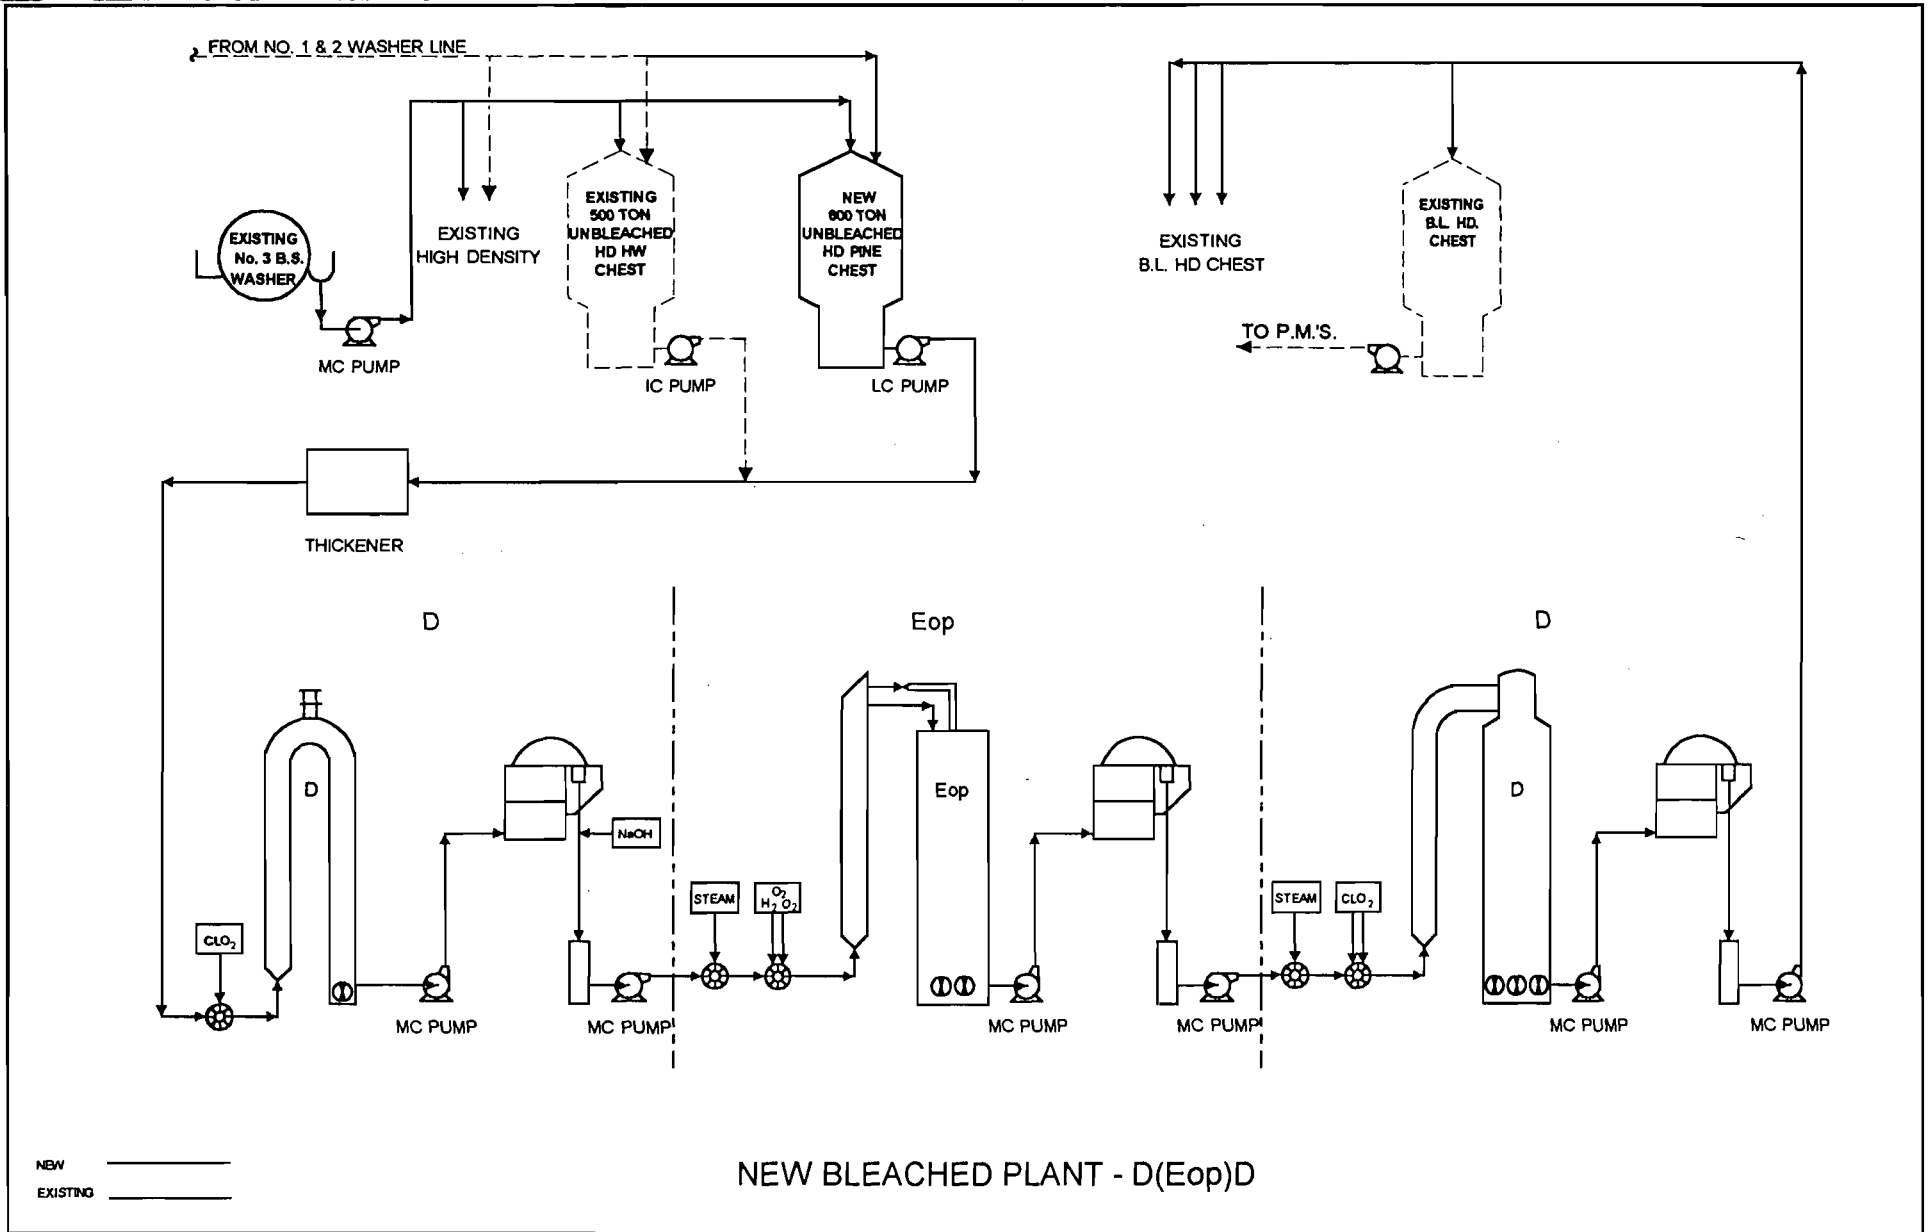 FROM NO. 1 & 2 WASHER LINE
EXISTING
No. 3 B.S.
WASHER
MC PUMP
EXISTING
HIGH DENSITY
EXISTING
500 TON
UNBLEACHED
HD HW
CHEST
IC PUMP
NEW
800 TON
UNBLEACHED
HD PINE
CHEST
LC PUMP
EXISTING
B.L. HD CHEST
EXISTING
B.L. HD.
CHEST
TO P.M.'S.
THICKENER
D
Eop
D
D
NaOH
CLO2
MC PUMP
MC PUMP
STEAM
O2
H2 O2
Eop
MC PUMP
MC PUMP
STEAM
CLO2
D
MC PUMP
MC PUMP
NEW
EXISTING
NEW BLEACHED PLANT - D(Eop)D